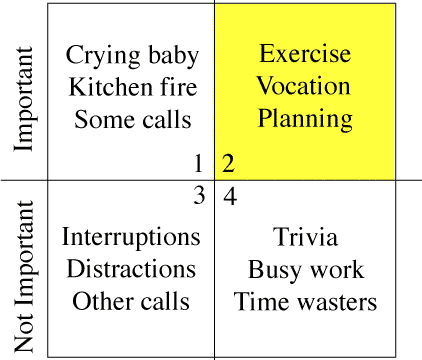 Important
Crying baby
Kitchen fire
Some calls
1
Exercise
Vocation
Planning
2
Not Important
3
Interruptions
Distractions
Other calls
4
Trivia
Busy work
Time wasters